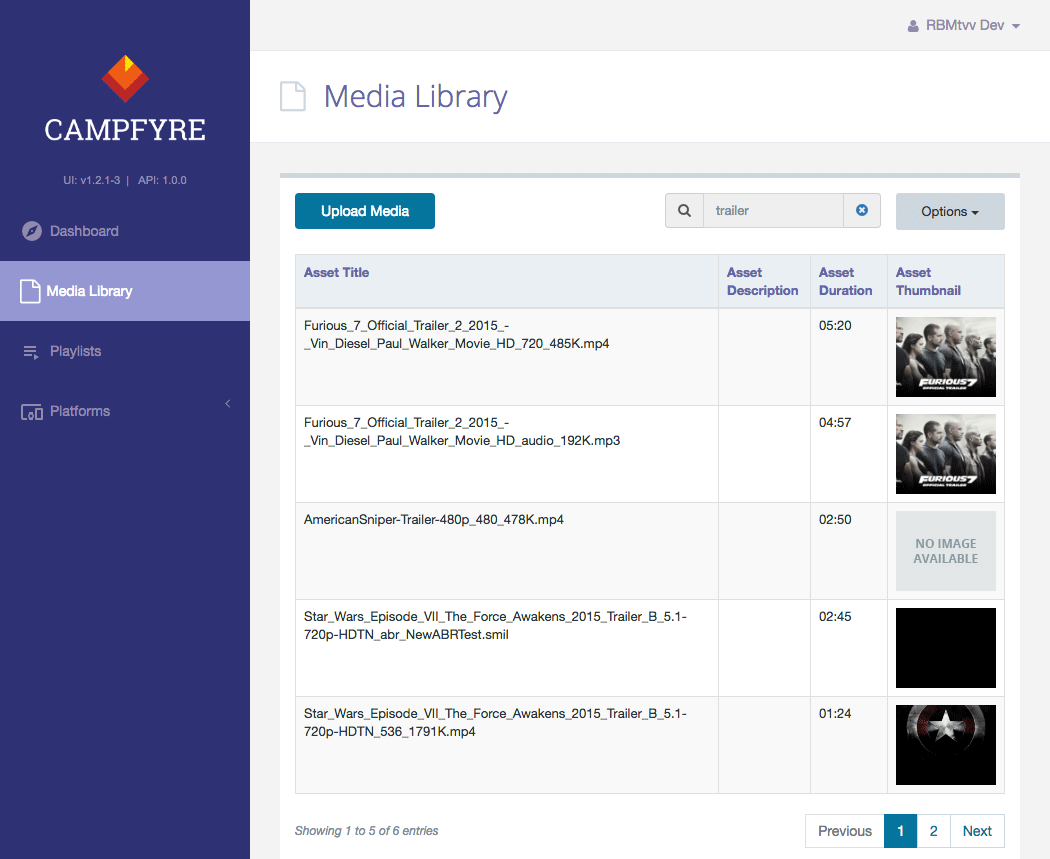 RBMtvv Dev
CAMPFYRE
UI: v1.2.1-3 | API: 1.0.0
Dashboard
Media Library
Playlists
Platforms
Media Library
Upload Media
trailer
Options
Asset Title
Asset Description
Asset Duration
Asset Thumbnail
Furious_7_Official_Trailer_2_2015_-
_Vin_Diesel_Paul_Walker_Movie_HD_720_485K.mp4
05:20
FURIOUS 7
OFFICIAL TRAILER
Furious_7_Official_Trailer_2_2015_-
_Vin_Diesel_Paul_Walker_Movie_HD_audio_192K.mp3
04:57
FURIOUS 7
OFFICIAL TRAILER
AmericanSniper-Trailer-480p_480_478K.mp4
02:50
NO IMAGE
AVAILABLE
Star_Wars_Episode_VII_The_Force_Awakens_2015_Trailer_B_5.1-
720p-HDTN_abr_NewABRTest.smil
02:45
Star_Wars_Episode_VII_The_Force_Awakens_2015_Trailer_B_5.1-
720p-HDTN_536_1791K.mp4
01:24
Showing 1 to 5 of 6 entries
Previous 1 2 Next